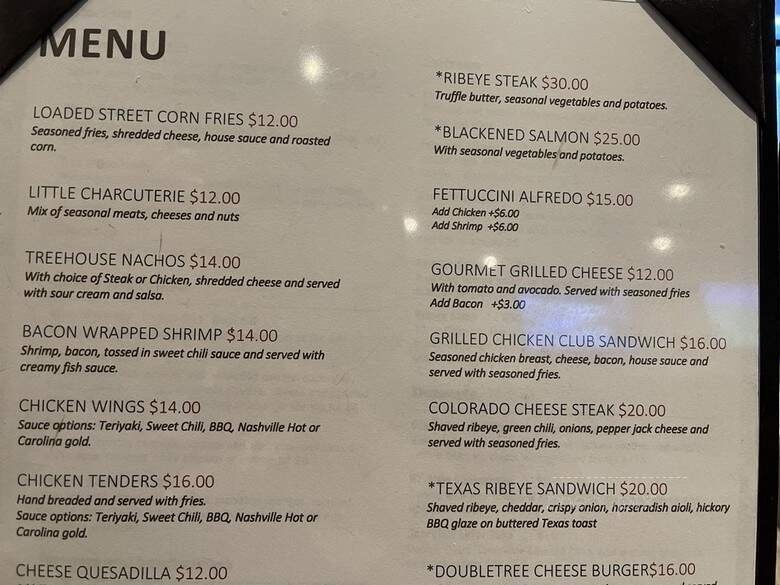 MENU
LOADED STREET CORN FRIES $12.00
Seasoned fries, shredded cheese, house sauce and roasted
corn.
LITTLE CHARCUTERIE $12.00
Mix of seasonal meats, cheeses and nuts
TREEHOUSE NACHOS $14.00
With choice of Steak or Chicken, shredded cheese and served
with sour cream and salsa.
BACON WRAPPED SHRIMP $14.00
Shrimp, bacon, tossed in sweet chili sauce and served with
creamy fish sauce.
CHICKEN WINGS $14.00
Sauce options: Teriyaki, Sweet Chili, BBQ, Nashville Hot or
Carolina gold.
CHICKEN TENDERS $16.00
Hand breaded and served with fries.
Sauce options: Teriyaki, Sweet Chili, BBQ, Nashville Hot or
Carolina gold.
CHEESE QUESADILLA $12.00
*RIBEYE STEAK $30.00
Truffle butter, seasonal vegetables and potatoes.
*BLACKENED SALMON $25.00
With seasonal vegetables and potatoes.
FETTUCCINI ALFREDO $15.00
Add Chicken +$6.00
Add Shrimp +$6.00
GOURMET GRILLED CHEESE $12.00
With tomato and avocado. Served with seasoned fries
Add Bacon +$3.00
GRILLED CHICKEN CLUB SANDWICH $16.00
Seasoned chicken breast, cheese, bacon, house sauce and
served with seasoned fries.
COLORADO CHEESE STEAK $20.00
Shaved ribeye, green chili, onions, pepper jack cheese and
served with seasoned fries.
*TEXAS RIBEYE SANDWICH $20.00
Shaved ribeye, cheddar, crispy onion, horseradish aioli, hickory
BBQ glaze on buttered Texas toast
*DOUBLETREE CHEESE BURGER$16.00